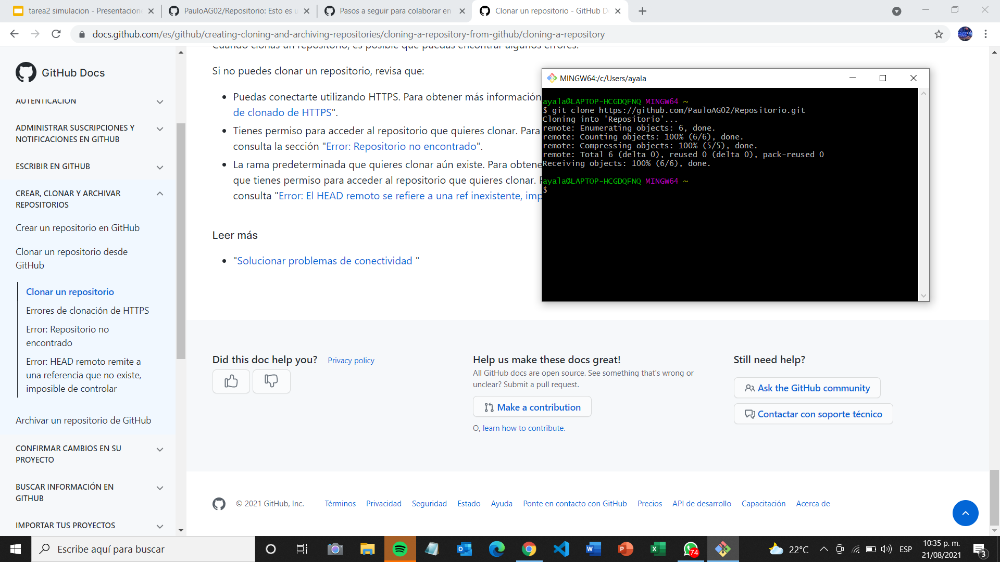 tarea2 simulacion - Presentacion
PauloAG02/Repositorio: Esto es u
Pasos a seguir para colaborar en
Clonar un repositorio - GitHub D
docs.github.com/es/github/creating-cloning-and-archiving-repositories/cloning-a-repository-from-github/cloning-a-repository
GitHub Docs
AUTENTICACIÓN
ADMINISTRAR SUSCRIPCIONES Y
NOTIFICACIONES EN GITHUB
ESCRIBIR EN GITHUB
CREAR, CLONAR Y ARCHIVAR
REPOSITORIOS
Crear un repositorio en GitHub
Clonar un repositorio desde
GitHub
Clonar un repositorio
Errores de clonación de HTTPS
Error: Repositorio no
encontrado
Error: HEAD remoto remite a
una referencia que no existe,
imposible de controlar
Archivar un repositorio de GitHub
CONFIRMAR CAMBIOS EN SU
PROYECTO
BUSCAR INFORMACIÓN EN
GITHUB
IMPORTAR TUS PROYECTOS
Cuando clonas un repositorio, es posible que puedas encontrar algunos errores.
Si no puedes clonar un repositorio, revisa que:
• Puedas conectarte utilizando HTTPS. Para obtener más información
de clonado de HTTPS".
• Tienes permiso para acceder al repositorio que quieres clonar. Para
consulta la sección "Error: Repositorio no encontrado".
• La rama predeterminada que quieres clonar aún existe. Para obtene
que tienes permiso para acceder al repositorio que quieres clonar.
consulta "Error: El HEAD remoto se refiere a una ref inexistente, imp
Leer más
• "Solucionar problemas de conectividad "
MINGW64:/c/Users/ayala
ayala@LAPTOP-HCGDQFNQ MINGW64 ~
$ git clone https://github.com/PauloAG02/Repositorio.git
Cloning into 'Repositorio'...
remote: Enumerating objects: 6, done.
remote: Counting objects: 100% (6/6), done.
remote: Compressing objects: 100% (5/5), done.
remote: Total 6 (delta 0), reused 0 (delta 0), pack-reused 0
Receiving objects: 100% (6/6), done.
ayala@LAPTOP-HCGDQFNQ MINGW64 ~
$
Did this doc help you? Privacy policy
Help us make these docs great!
All GitHub docs are open source. See something that's wrong or
unclear? Submit a pull request.
Make a contribution
O, learn how to contribute.
Still need help?
Ask the GitHub community
Contactar con soporte técnico
© 2021 GitHub, Inc. Términos Privacidad Seguridad Estado Ayuda Ponte en contacto con GitHub Precios API de desarrollo Capacitación Acerca de
Escribe aquí para buscar
74
22°C
ESP
10:35 p. m.
21/08/2021
3